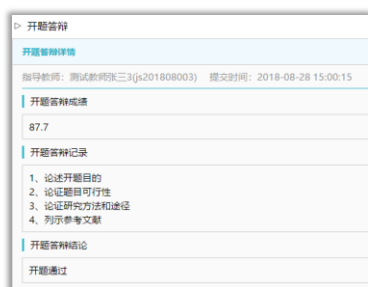 开题答辩
开题答辩详情
指导教师：测试教师张三3(js201808003) 提交时间：2018-08-28 15:00:15
开题答辩成绩
87.7
开题答辩记录
1、论述开题目的
2、论证题目可行性
3、论证研究方法和途径
4、列示参考文献
开题答辩结论
开题通过